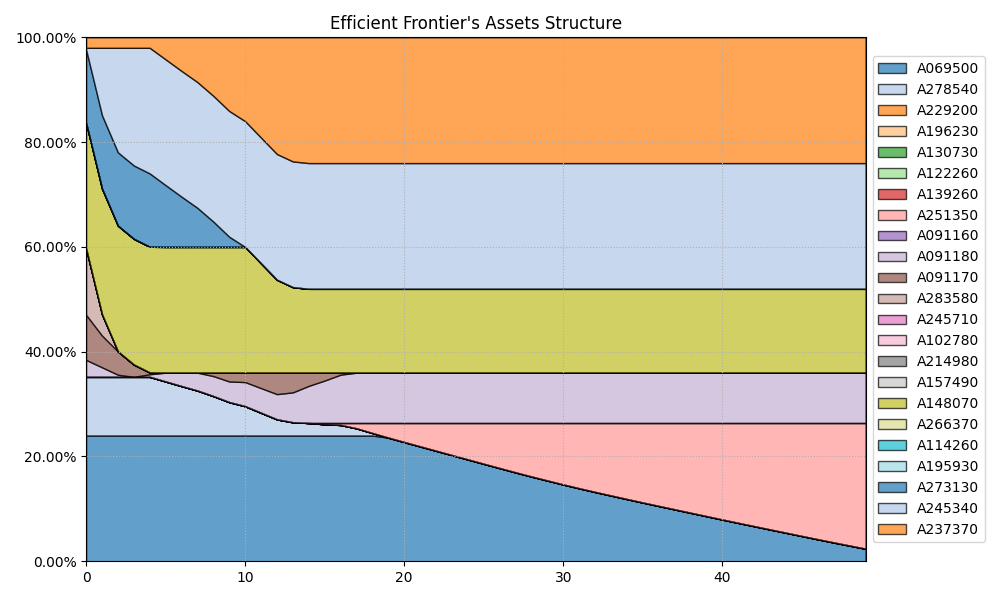 Efficient Frontier's Assets Structure
100.00%
80.00%
60.00%
40.00%
20.00%
0.00%
0
10
20
30
40
A069500
A278540
A229200
A196230
A130730
A122260
A139260
A251350
A091160
A091180
A091170
A283580
A245710
A102780
A214980
A157490
A148070
A266370
A114260
A195930
A273130
A245340
A237370